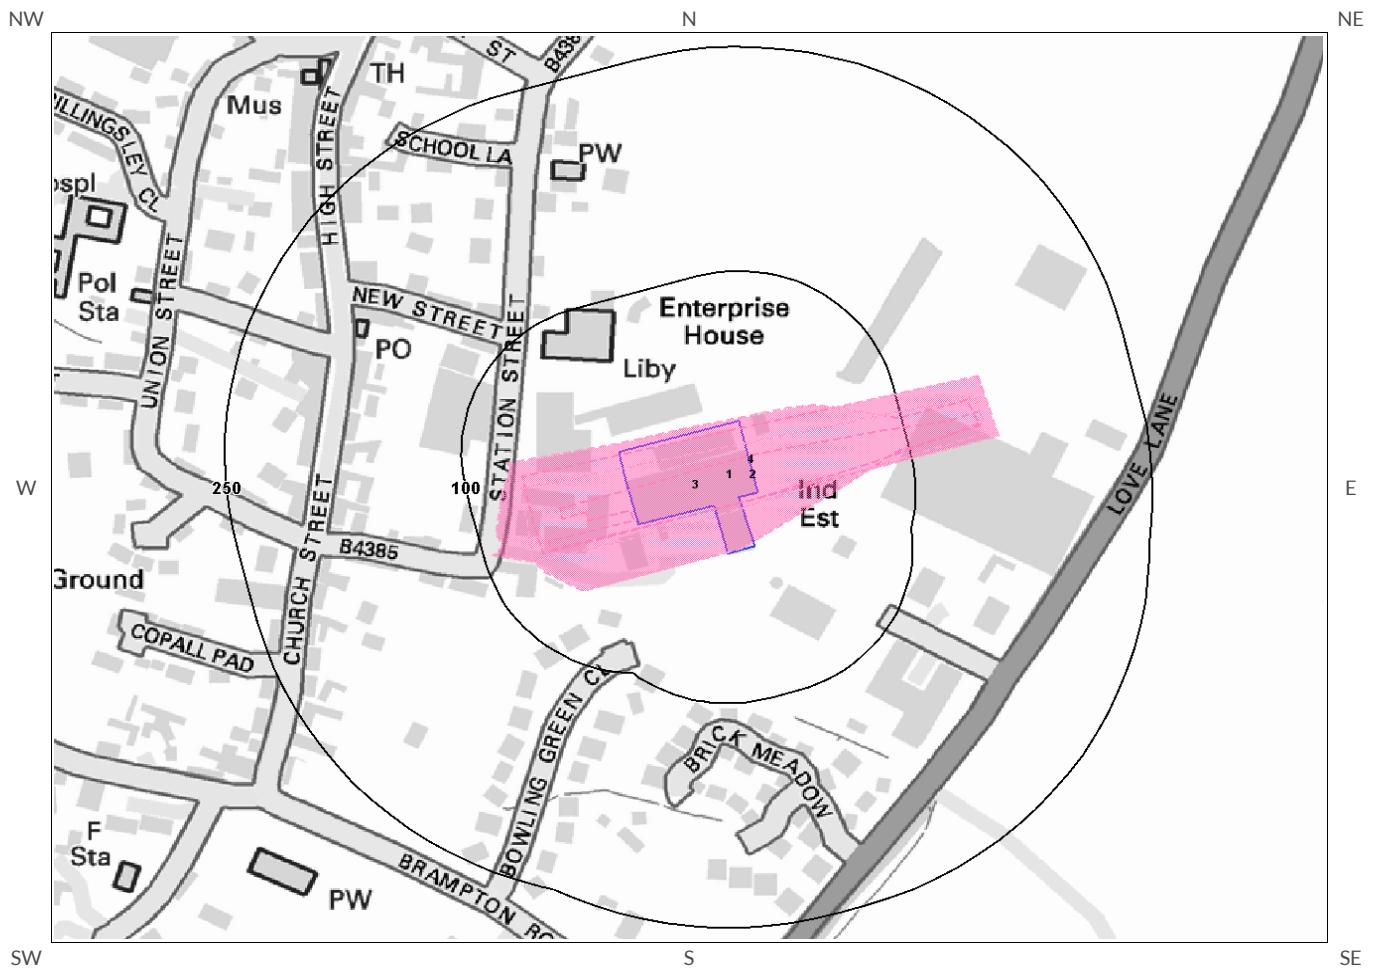 NW
N
NE
ST
B438
TH
Mus
ILLINGSLEY CL
HIGH STREET
SCHOOL LA
PW
ospl
Pol
Sta
UNION STREET
NEW STREET
PO
STATION STREET
Enterprise
House
Liby
T
W
250
100
4
1
2
3
Ind
Est
LOVE LANE
E
B4385
CHURCH STREET
Ground
COPALL PAD
BOWLING GREEN CL
BRICK MEADOW
F
Sta
PW
BRAMPTON RO
SW
S
SE